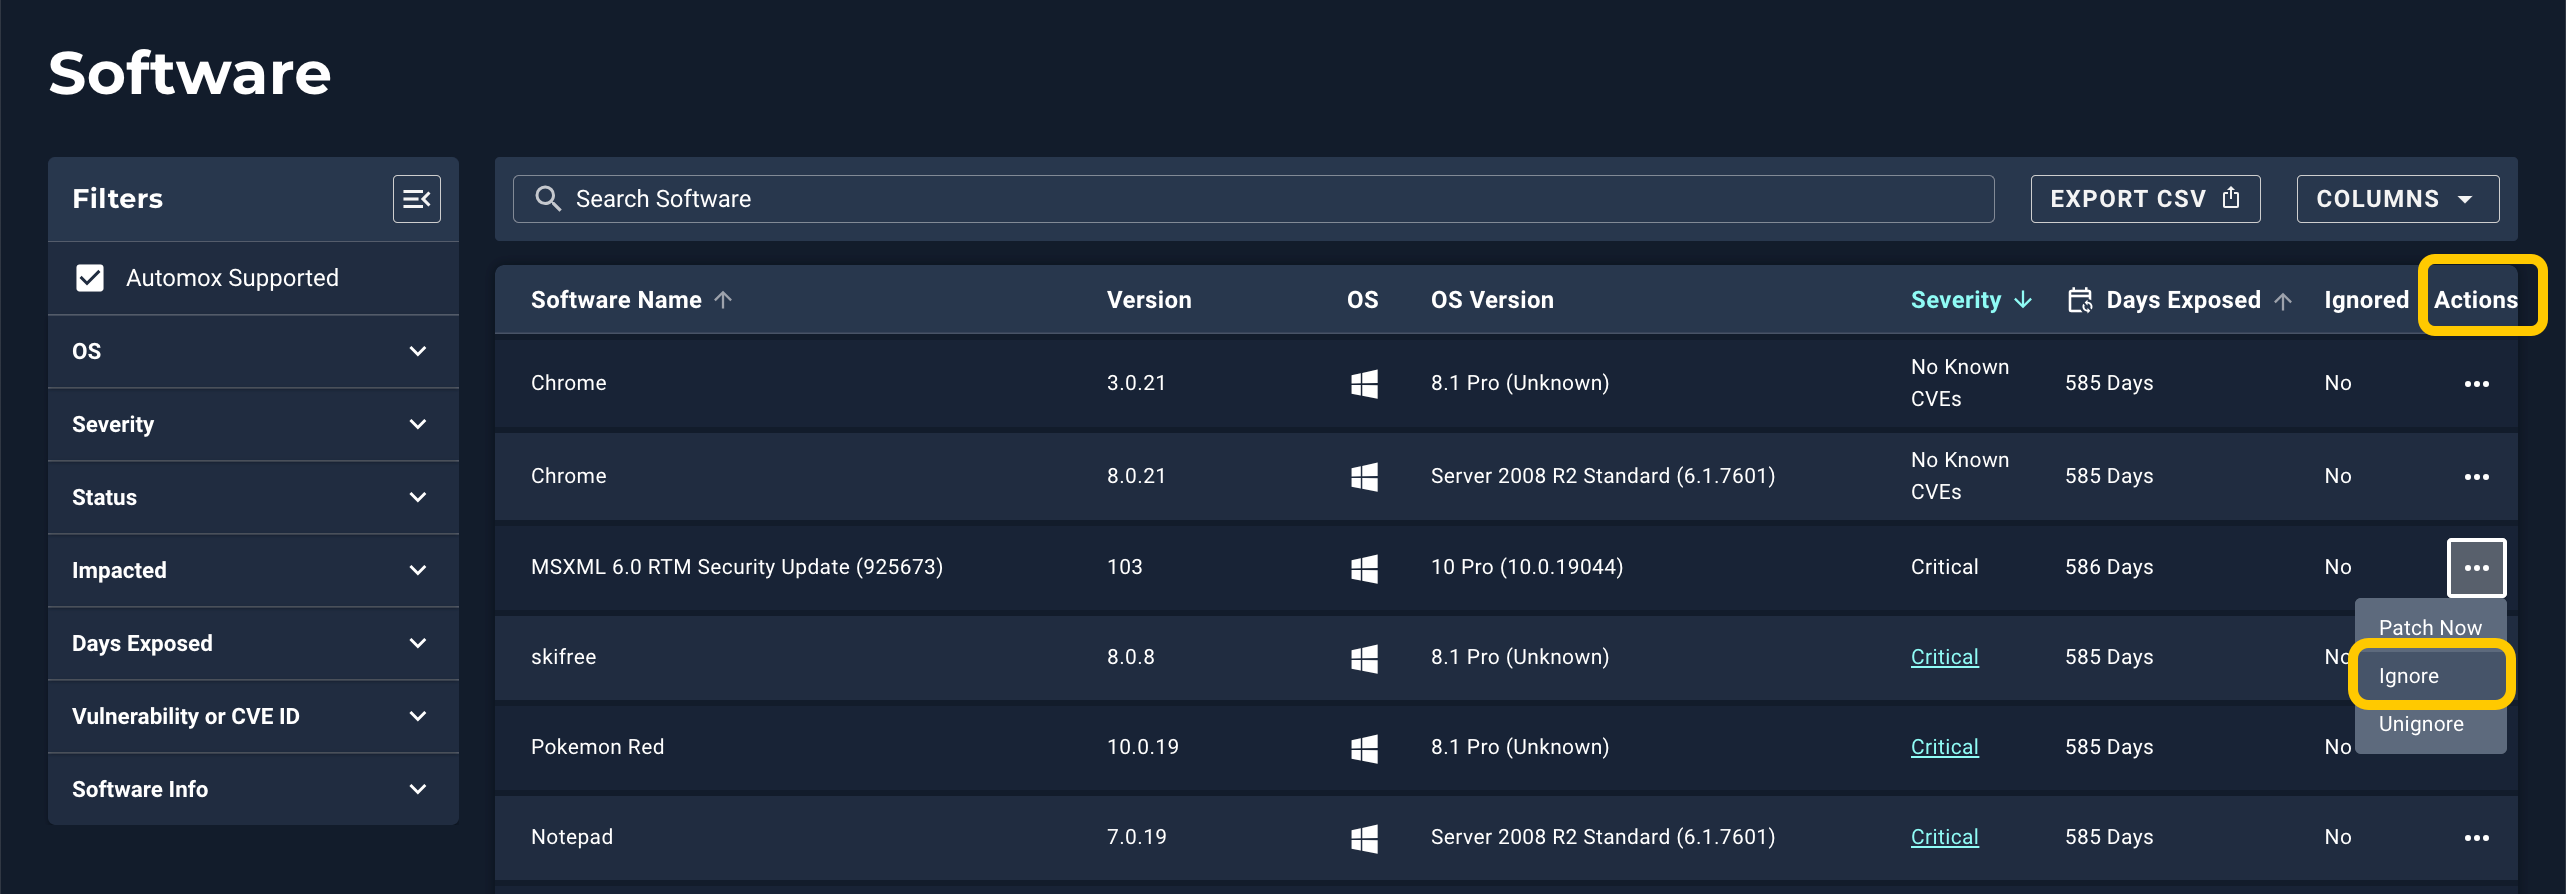 Software
Filters
Automox Supported
OS
Severity
Status
Impacted
Days Exposed
Vulnerability or CVE ID
Software Info
Search Software
EXPORT CSV
COLUMNS
Software Name Version OS OS Version Severity Days Exposed Ignored Actions
Chrome 3.0.21 8.1 Pro (Unknown) No Known CVEs 585 Days No
Chrome 8.0.21 Server 2008 R2 Standard (6.1.7601) No Known CVEs 585 Days No
MSXML 6.0 RTM Security Update (925673) 103 10 Pro (10.0.19044) Critical 586 Days No
skifree 8.0.8 8.1 Pro (Unknown) Critical 585 Days No
Pokemon Red 10.0.19 8.1 Pro (Unknown) Critical 585 Days No
Notepad 7.0.19 Server 2008 R2 Standard (6.1.7601) Critical 585 Days No
Patch Now
Ignore
Unignore